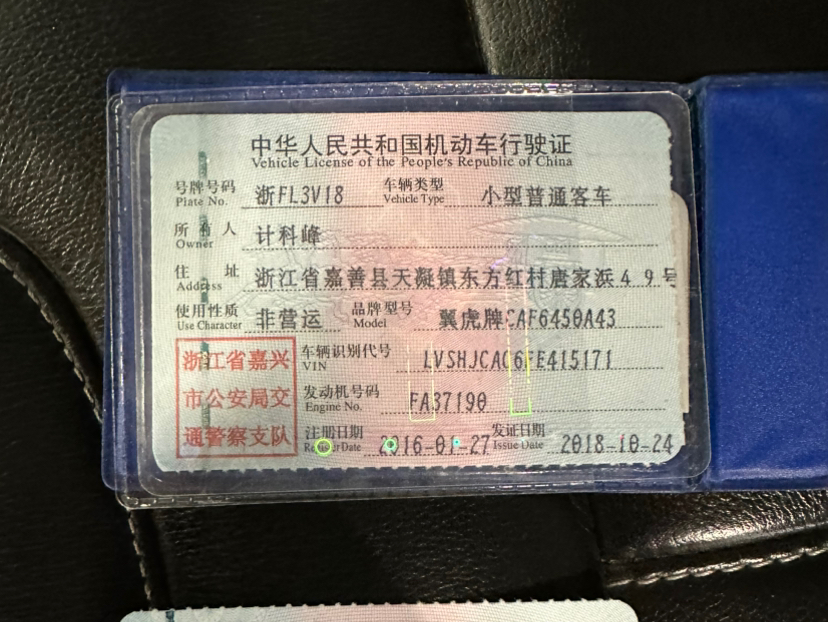 中华人民共和国机动车行驶证
Vehicle License of the People's Republic of China
号牌号码 浙FL3V18 车辆类型 小型普通客车
Plate No. Vehicle Type
所有人 计科峰
Owner
住址 浙江省嘉善县天凝镇东方红村唐家浜49号
Address
使用性质 非营运 品牌型号 翼虎牌CAF6450A43
Use Character Model
浙江省嘉兴
市公安局交
通警察支队
车辆识别代号 LVSHJCAC6FE415171
VIN
发动机号码 FA37190
Engine No.
注册日期 2016-01-27 发证日期 2018-10-24
Register Date Issue Date